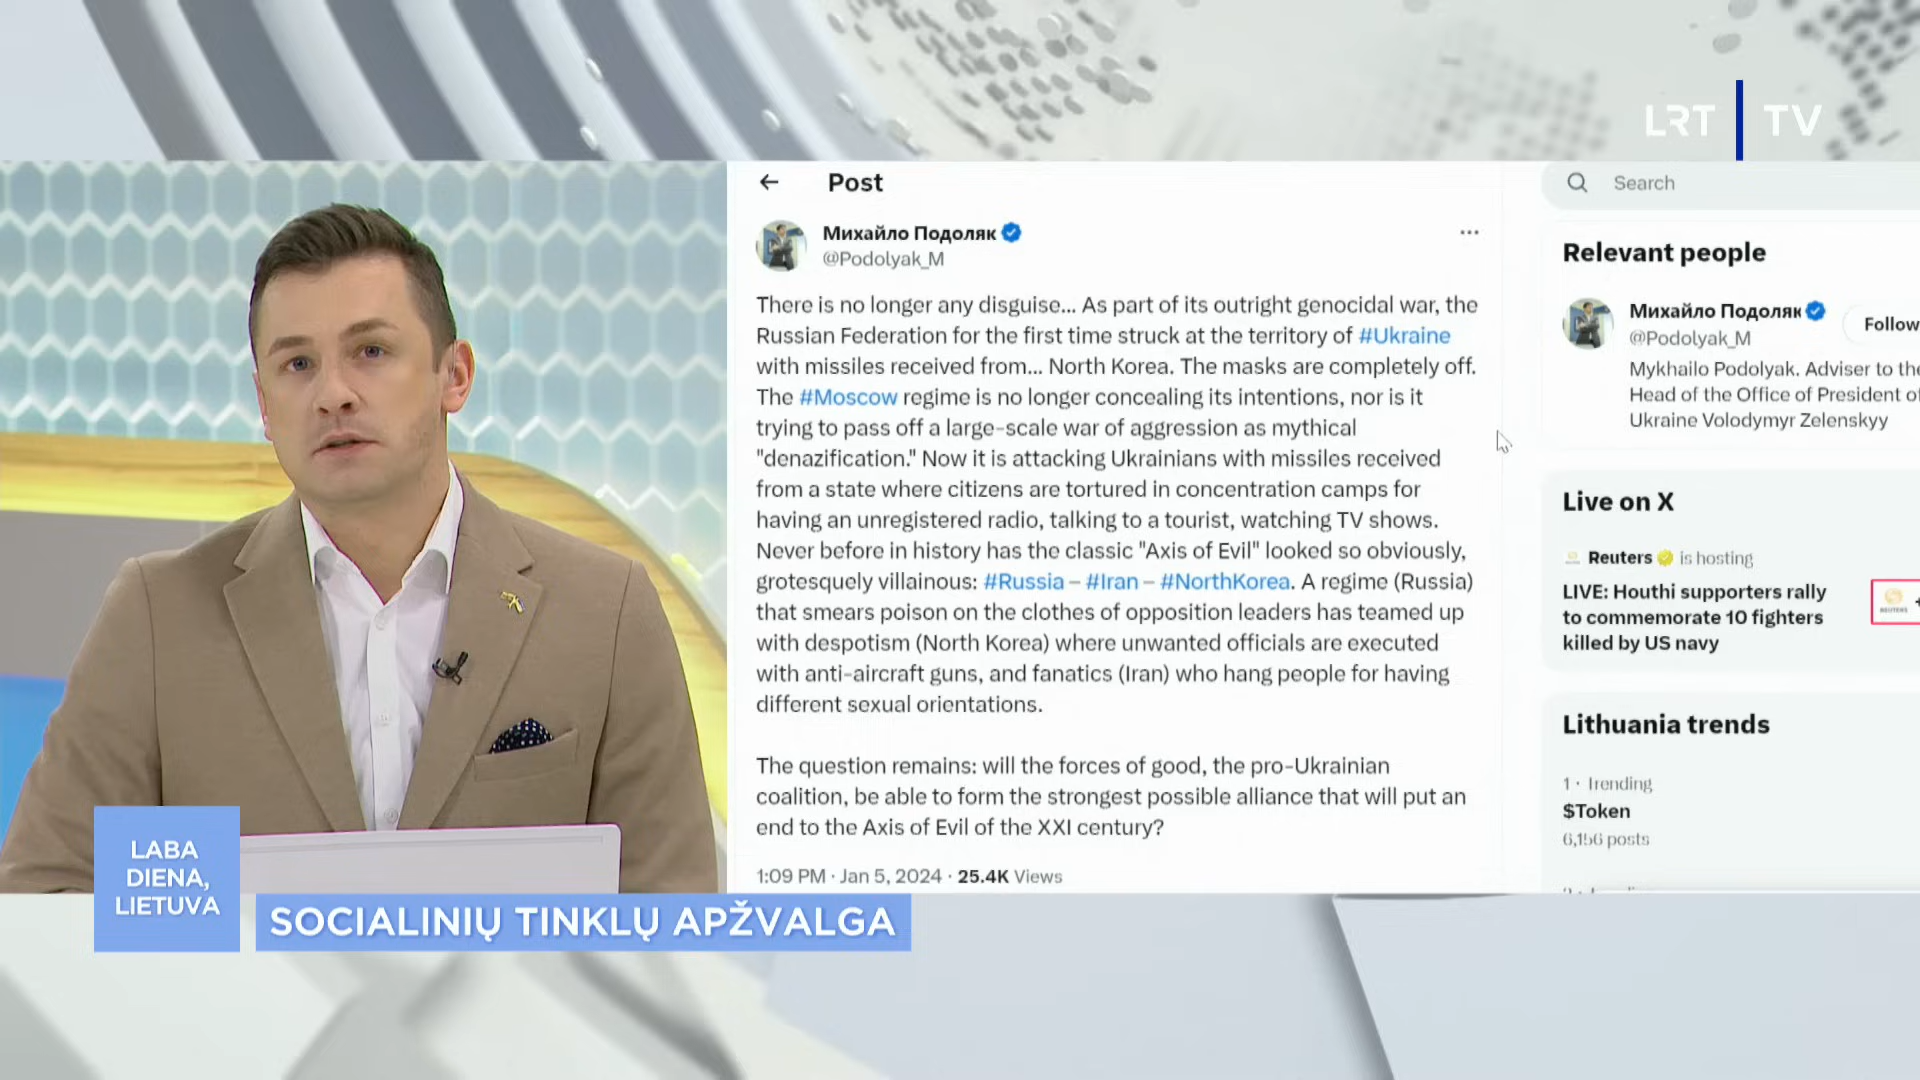 LRT TV
Post
Search
Михайло Подоляк
@Podolyak_M
There is no longer any disguise... As part of its outright genocidal war, the
Russian Federation for the first time struck at the territory of #Ukraine
with missiles received from... North Korea. The masks are completely off.
The #Moscow regime is no longer concealing its intentions, nor is it
trying to pass off a large-scale war of aggression as mythical
"denazification." Now it is attacking Ukrainians with missiles received
from a state where citizens are tortured in concentration camps for
having an unregistered radio, talking to a tourist, watching TV shows.
Never before in history has the classic "Axis of Evil" looked so obviously,
grotesquely villainous: #Russia – #Iran – #NorthKorea. A regime (Russia)
that smears poison on the clothes of opposition leaders has teamed up
with despotism (North Korea) where unwanted officials are executed
with anti-aircraft guns, and fanatics (Iran) who hang people for having
different sexual orientations.
The question remains: will the forces of good, the pro-Ukrainian
coalition, be able to form the strongest possible alliance that will put an
end to the Axis of Evil of the XXI century?
1:09 PM · Jan 5, 2024 · 25.4K Views
Relevant people
Михайло Подоляк
Follow
@Podolyak_M
Mykhailo Podolyak. Adviser to the
Head of the Office of President of
Ukraine Volodymyr Zelenskyy
Live on X
Reuters is hosting
LIVE: Houthi supporters rally
to commemorate 10 fighters
killed by US navy
REUTERS
Lithuania trends
1 · Trending
$Token
6,156 posts
LABA
DIENA,
LIETUVA
SOCIALINIŲ TINKLŲ APŽVALGA